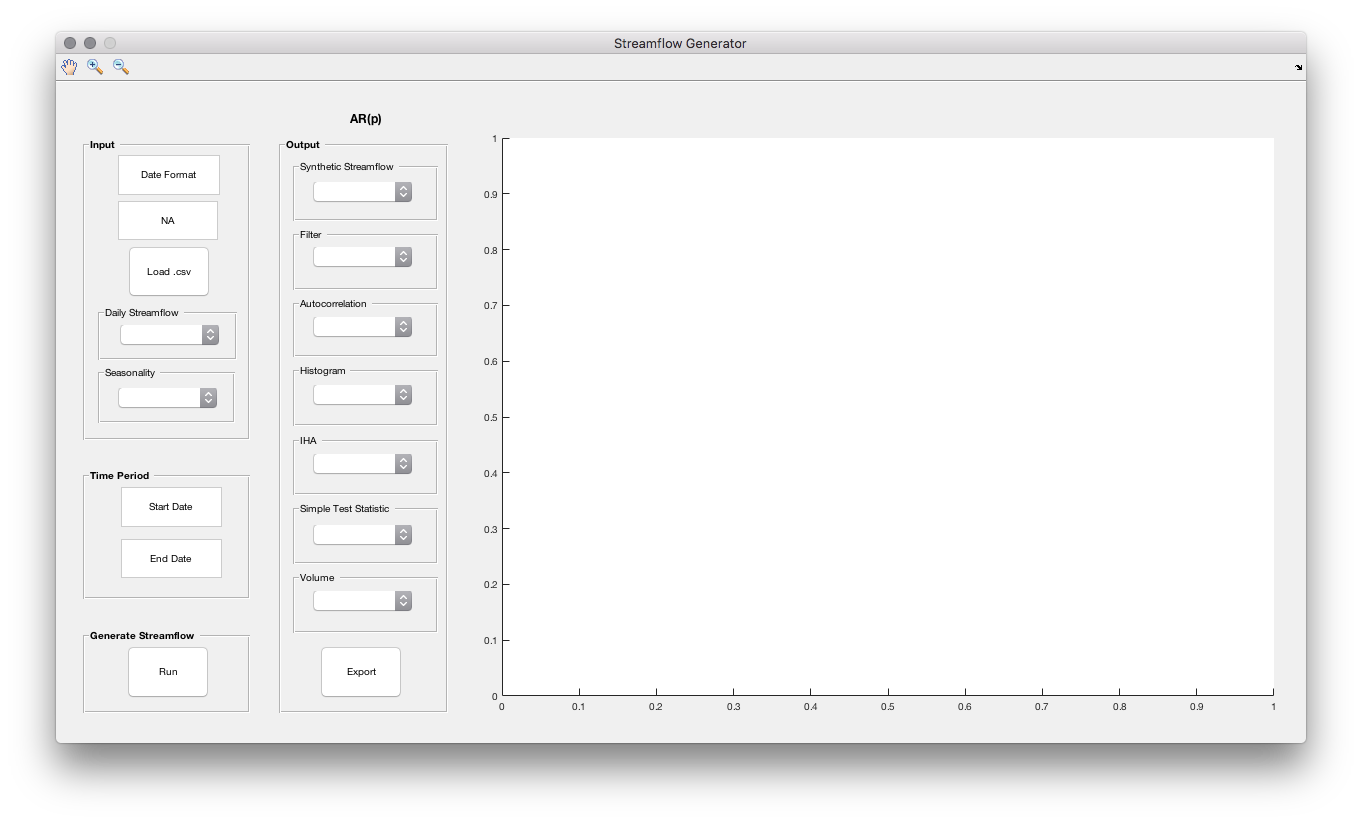 Streamflow Generator
AR(p)
Input
Date Format
NA
Load .csv
Daily Streamflow
Seasonality
Time Period
Start Date
End Date
Generate Streamflow
Run
Output
Synthetic Streamflow
Filter
Autocorrelation
Histogram
IHA
Simple Test Statistic
Volume
Export
1
0.9
0.8
0.7
0.6
0.5
0.4
0.3
0.2
0.1
0
0 0.1 0.2 0.3 0.4 0.5 0.6 0.7 0.8 0.9 1